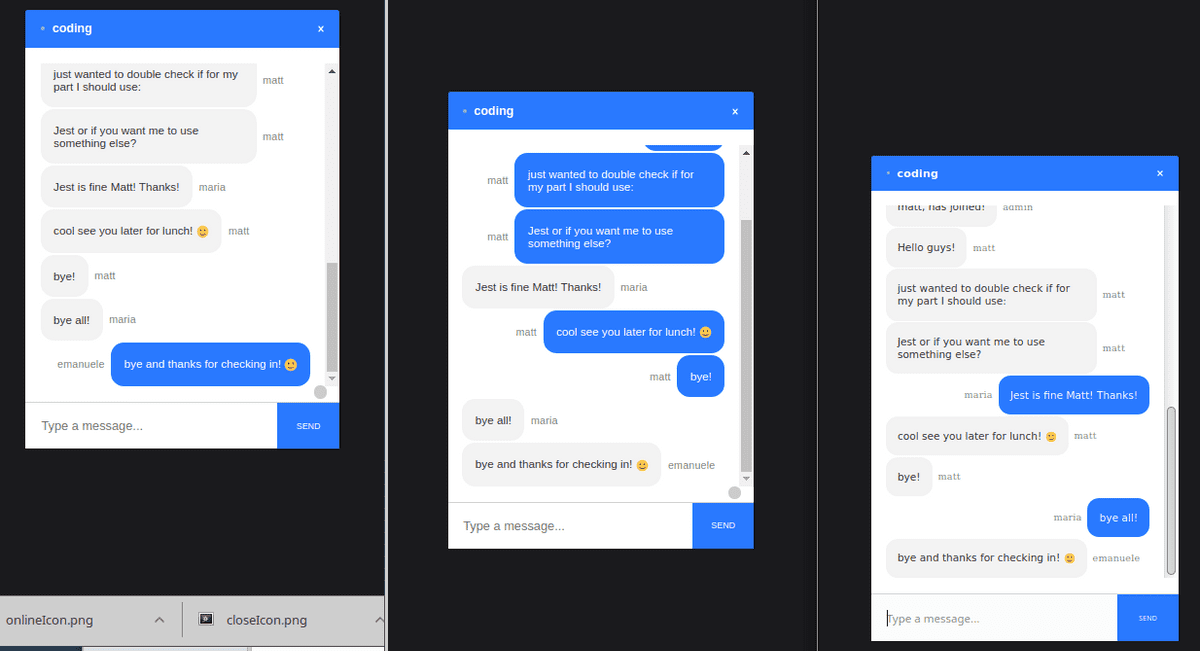 coding
x
just wanted to double check if for my
part I should use:
matt
Jest or if you want me to use
something else?
matt
Jest is fine Matt! Thanks!
maria
cool see you later for lunch! 🙂
matt
bye!
matt
bye all!
maria
emanuele
bye and thanks for checking in! 🙂
Type a message...
SEND
onlineIcon.png
closeIcon.png
coding
x
matt
just wanted to double check if for
my part I should use:
matt
Jest or if you want me to use
something else?
Jest is fine Matt! Thanks!
maria
matt
cool see you later for lunch! 🙂
matt
bye!
bye all!
maria
bye and thanks for checking in! 🙂
emanuele
Type a message...
SEND
coding
x
matt, has joined!
admin
Hello guys!
matt
just wanted to double check if for
my part I should use:
matt
Jest or if you want me to use
something else?
matt
maria
Jest is fine Matt! Thanks!
cool see you later for lunch! 🙂
matt
bye!
matt
maria
bye all!
bye and thanks for checking in! 🙂
emanuele
Type a message...
SEND